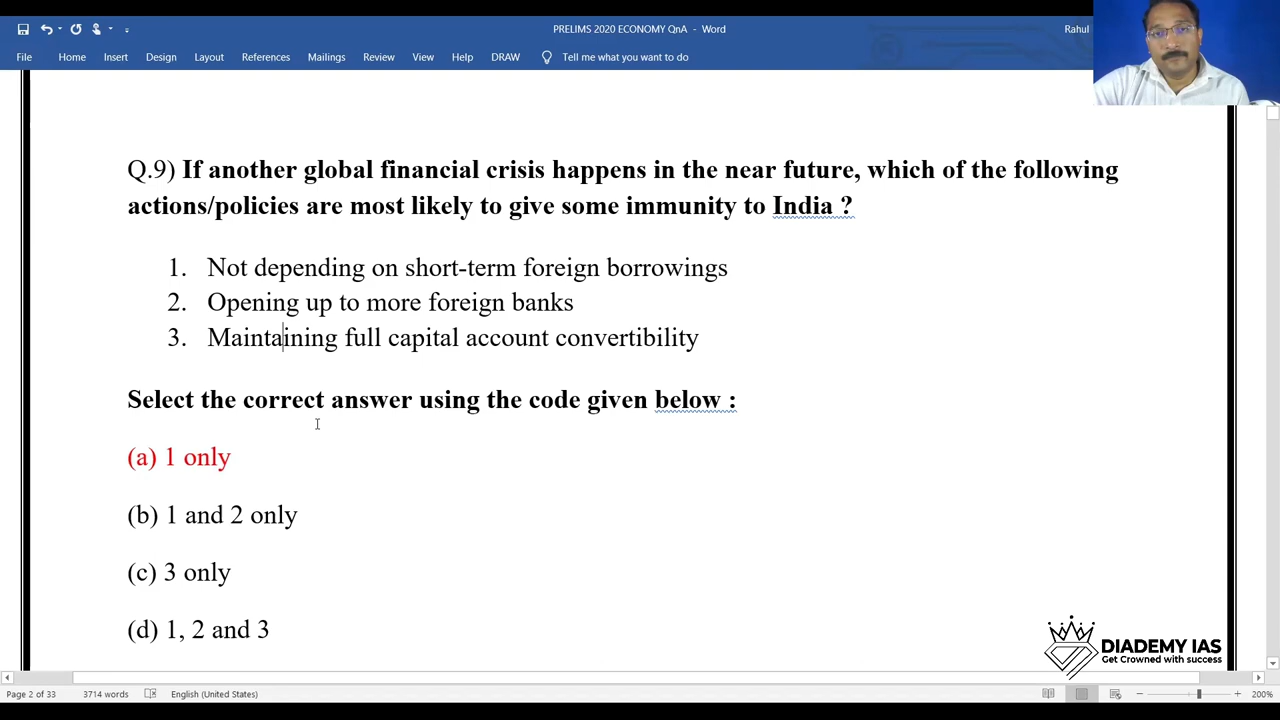 PRELIMS 2020 ECONOMY QnA - Word
Rahul
File Home Insert Design Layout References Mailings Review View Help DRAW Tell me what you want to do
Q.9) If another global financial crisis happens in the near future, which of the following
actions/policies are most likely to give some immunity to India ?
1. Not depending on short-term foreign borrowings
2. Opening up to more foreign banks
3. Maintaining full capital account convertibility
Select the correct answer using the code given below :
(a) 1 only
(b) 1 and 2 only
(c) 3 only
(d) 1, 2 and 3
DIADEMY IAS
Get Crowned with success
Page 2 of 33 3714 words English (United States) 200%